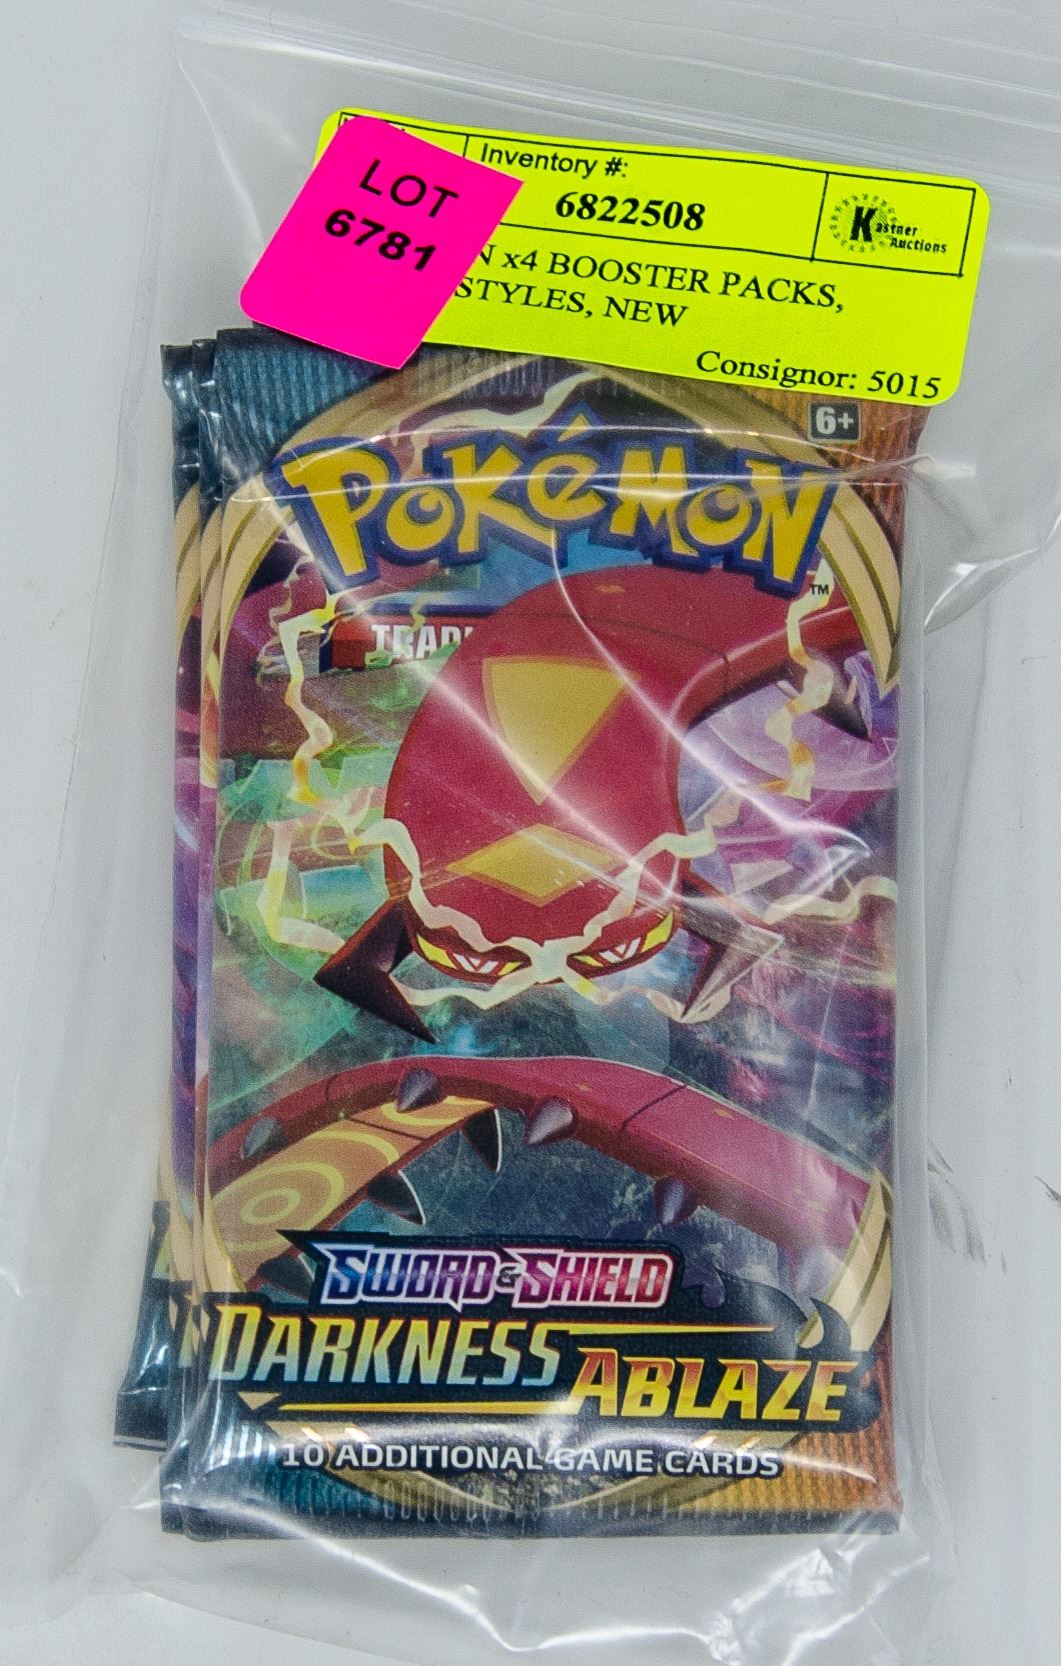 LOT
6781
Inventory #:
6822508
Kastner
Auctions
x4 BOOSTER PACKS,
STYLES, NEW
Consignor: 5015
6+
POKéMON
TM
SWORD & SHIELD
DARKNESS
ABLAZE
10 ADDITIONAL GAME CARDS